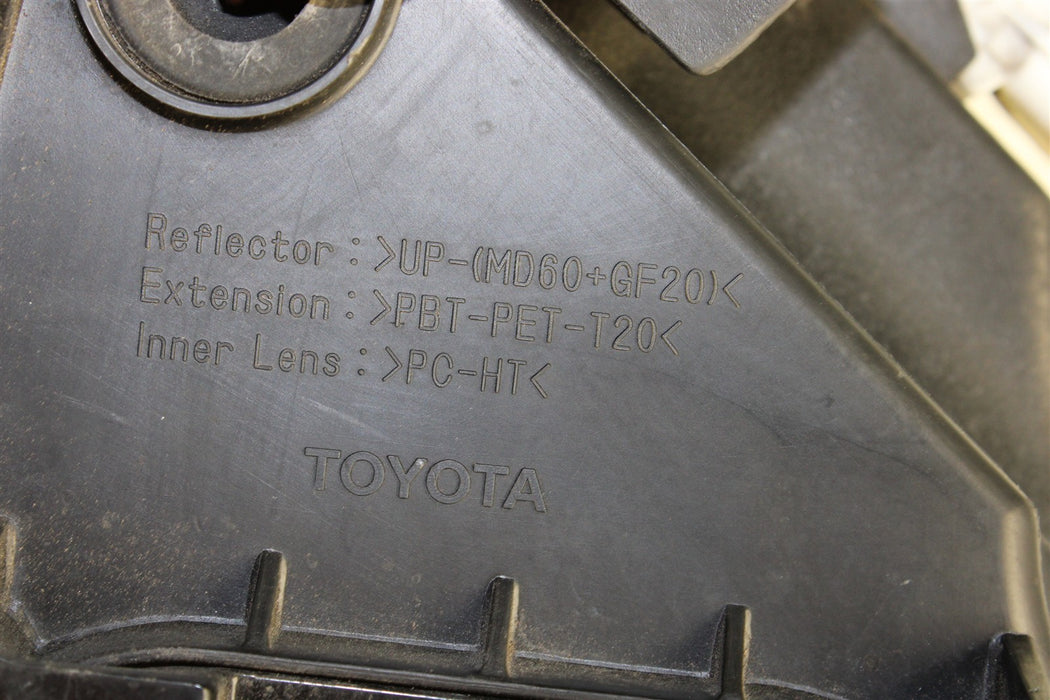 Reflector : >UP-(MD60+GF20)<
Extension : >PBT-PET-T20<
Inner Lens : >PC-HT<
TOYOTA